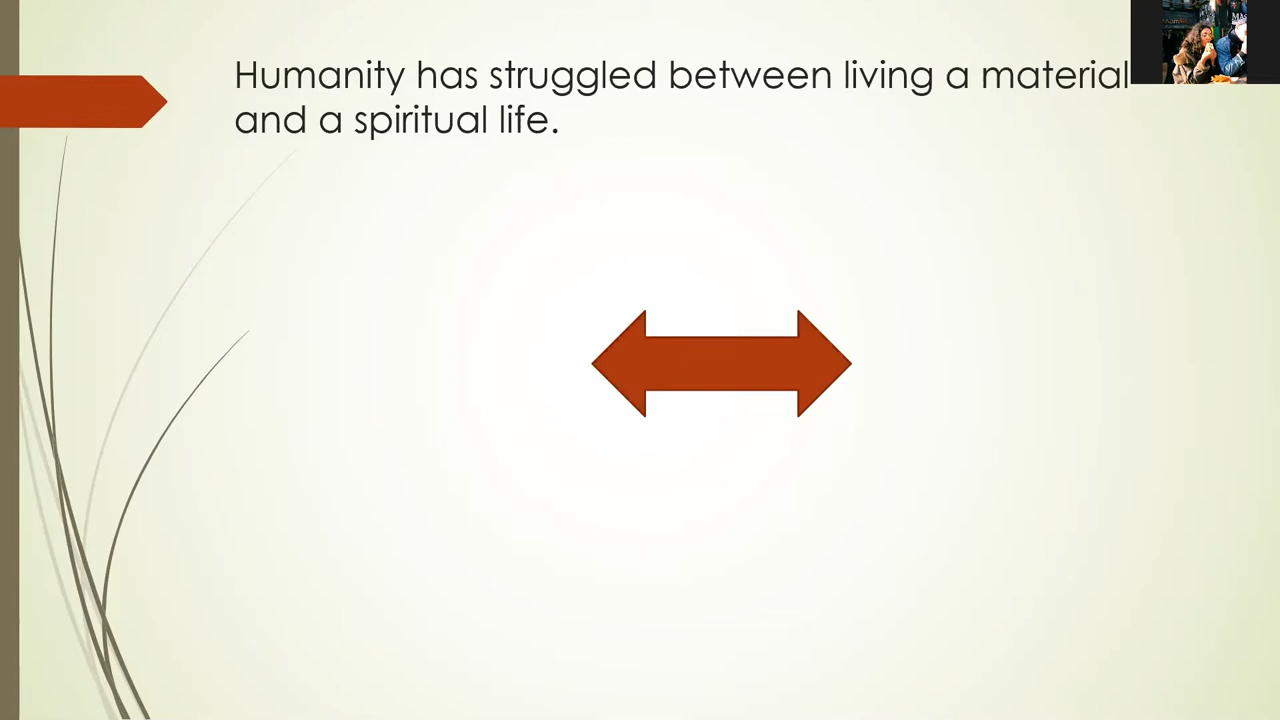 Humanity has struggled between living a material
and a spiritual life.